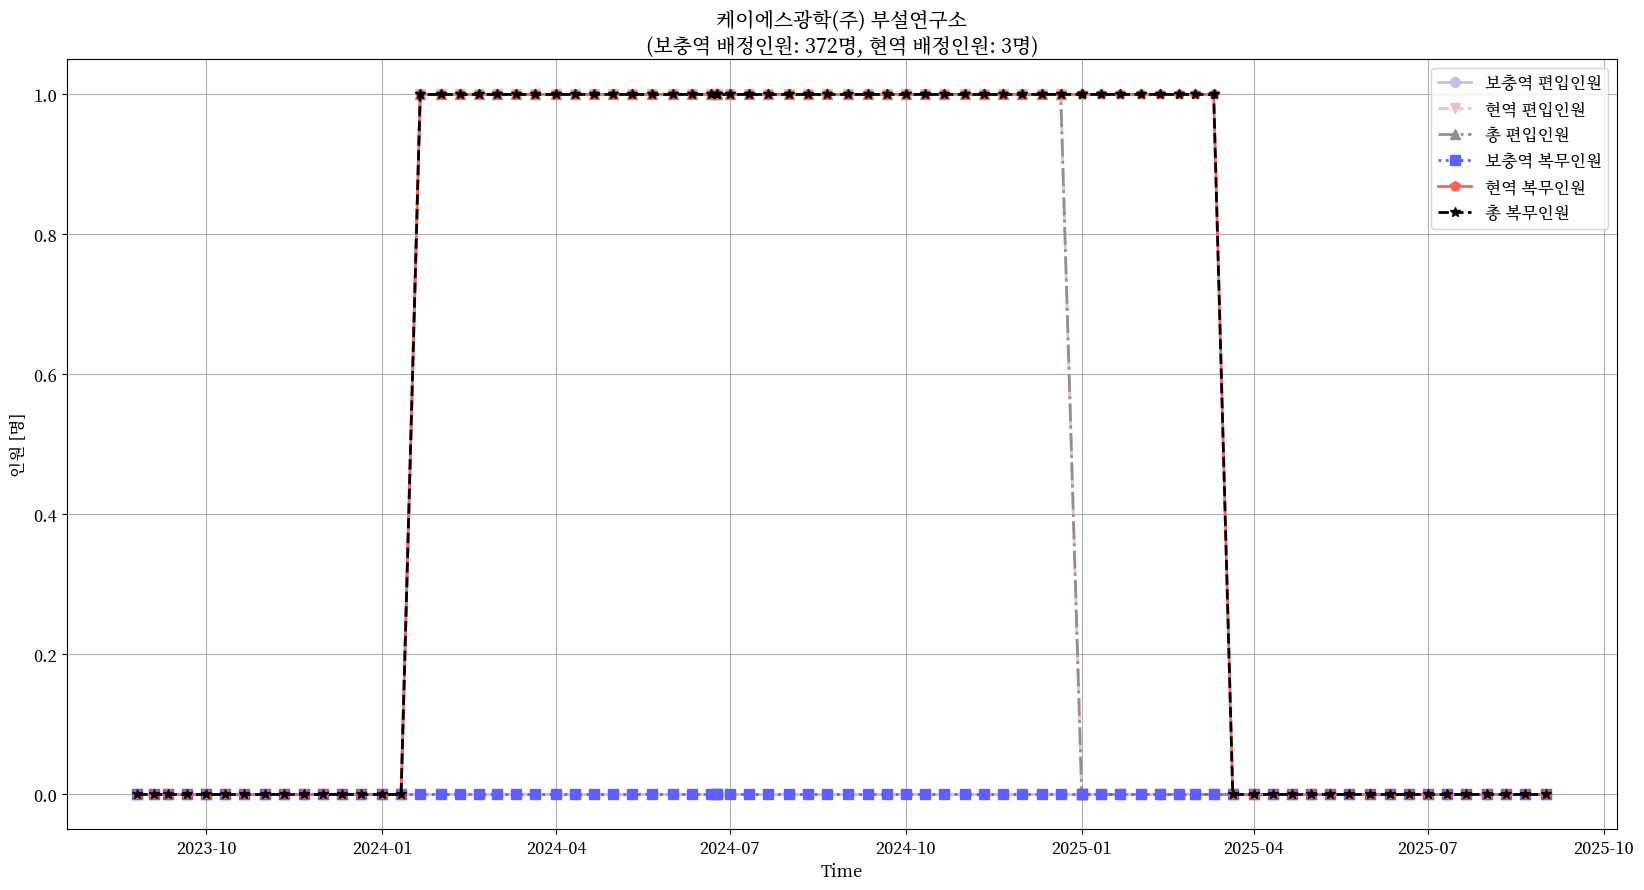 케이에스광학(주) 부설연구소
(보충역 배정인원: 372명, 현역 배정인원: 3명)
보충역 편입인원
현역 편입인원
총 편입인원
보충역 복무인원
현역 복무인원
총 복무인원
인원 [명]
1.0
0.8
0.6
0.4
0.2
0.0
2023-10
2024-01
2024-04
2024-07
2024-10
2025-01
2025-04
2025-07
2025-10
Time